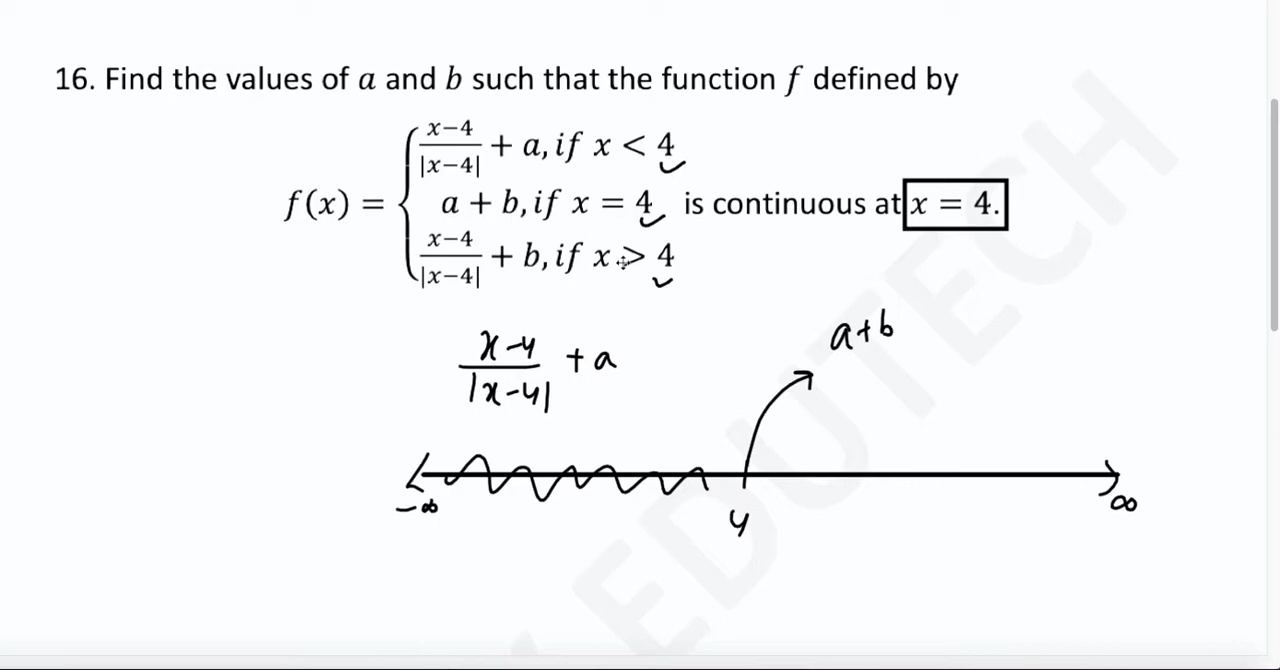 16. Find the values of a and b such that the function f defined by
f(x) = { (x−4)/|x−4| + a, if x < 4
a + b, if x = 4 is continuous at x = 4.
(x−4)/|x−4| + b, if x > 4
a+b
(x-4)/|x-4| + a
-∞ 4 ∞
EDUTECH